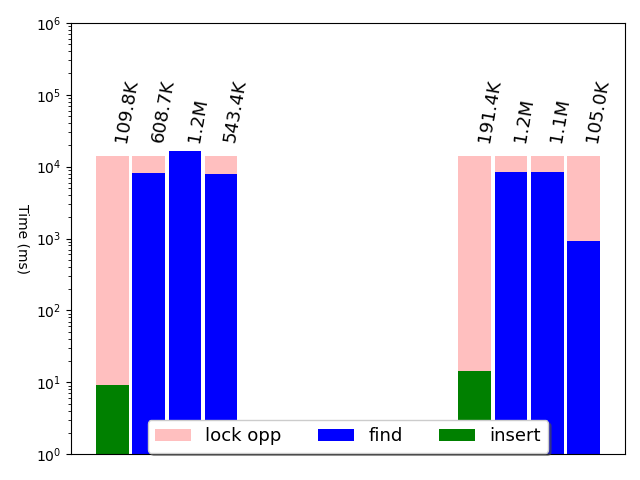 10^6
10^5
10^4
10^3
10^2
10^1
10^0
Time (ms)
109.8K
608.7K
1.2M
543.4K
191.4K
1.2M
1.1M
105.0K
lock opp
find
insert